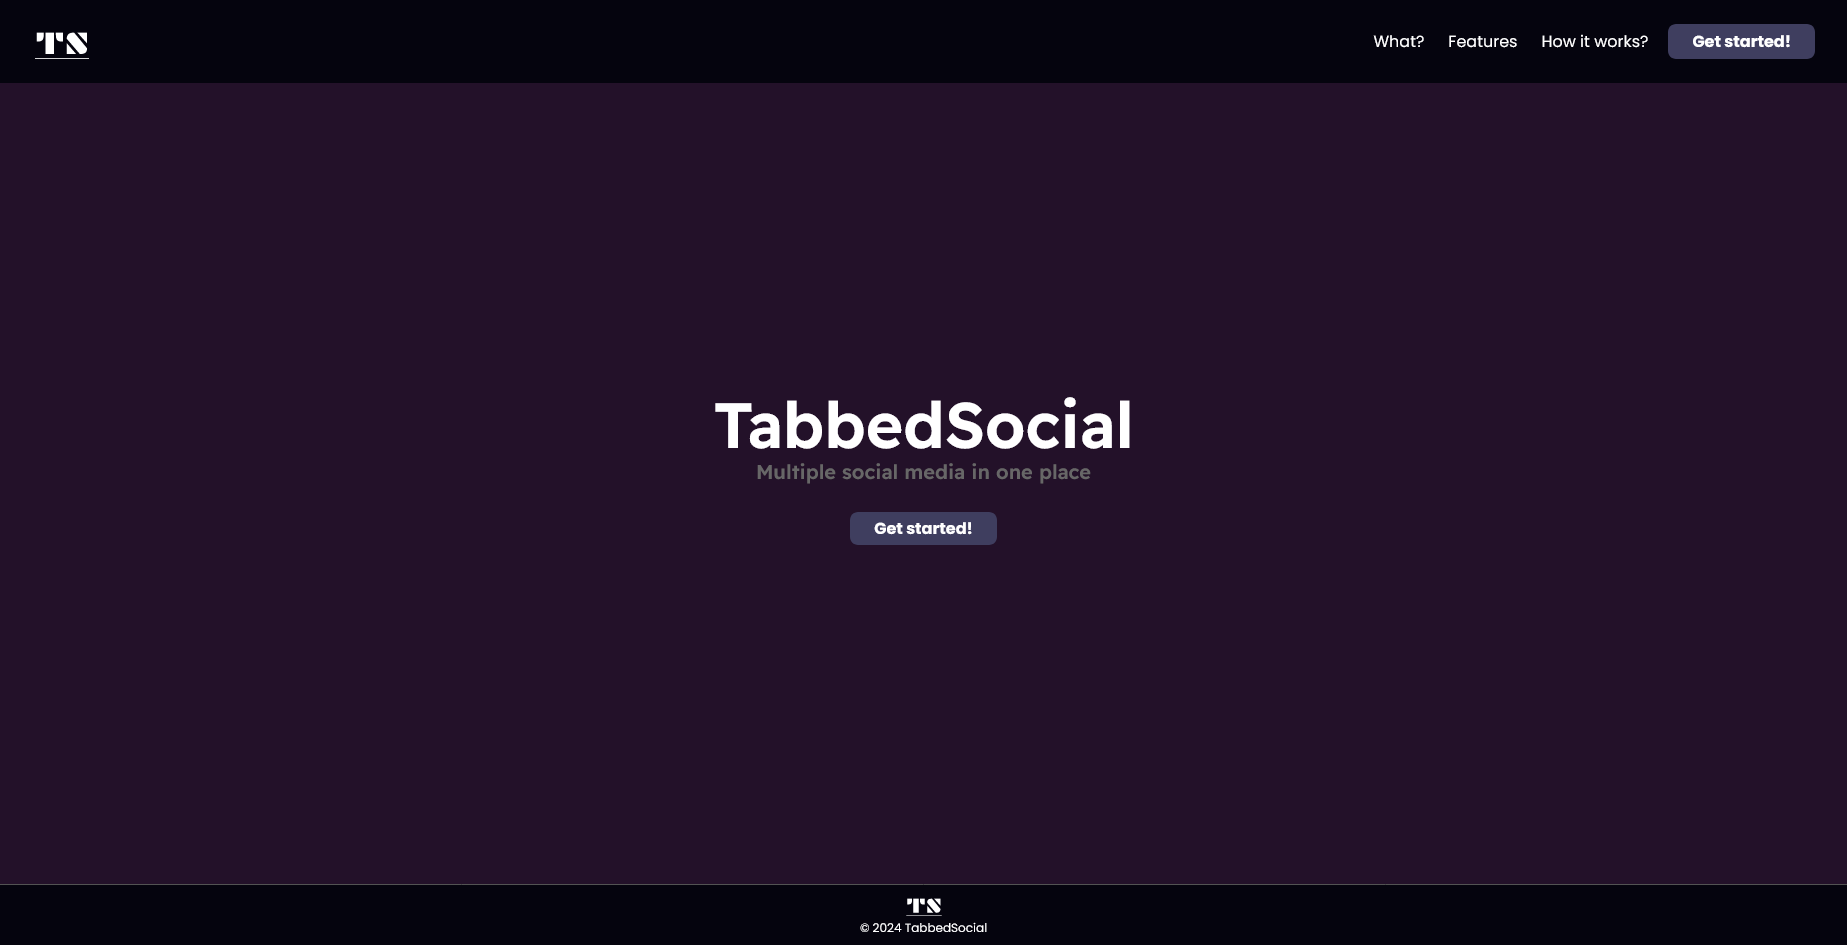 TS
What? Features How it works? Get started!
TabbedSocial
Multiple social media in one place
Get started!
TS
© 2024 TabbedSocial